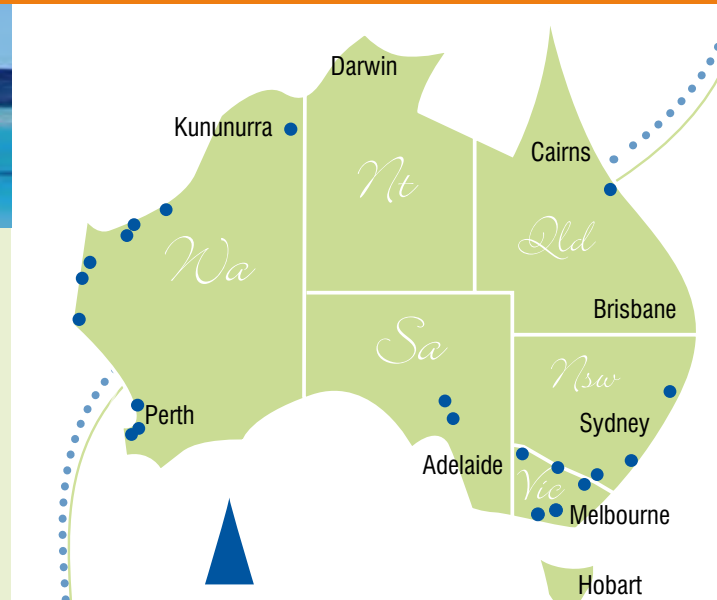 Darwin
Kununurra
Cairns
Nt
Qld
Wa
Brisbane
Sa
Nsw
Perth
Sydney
Adelaide
Vic
Melbourne
Hobart